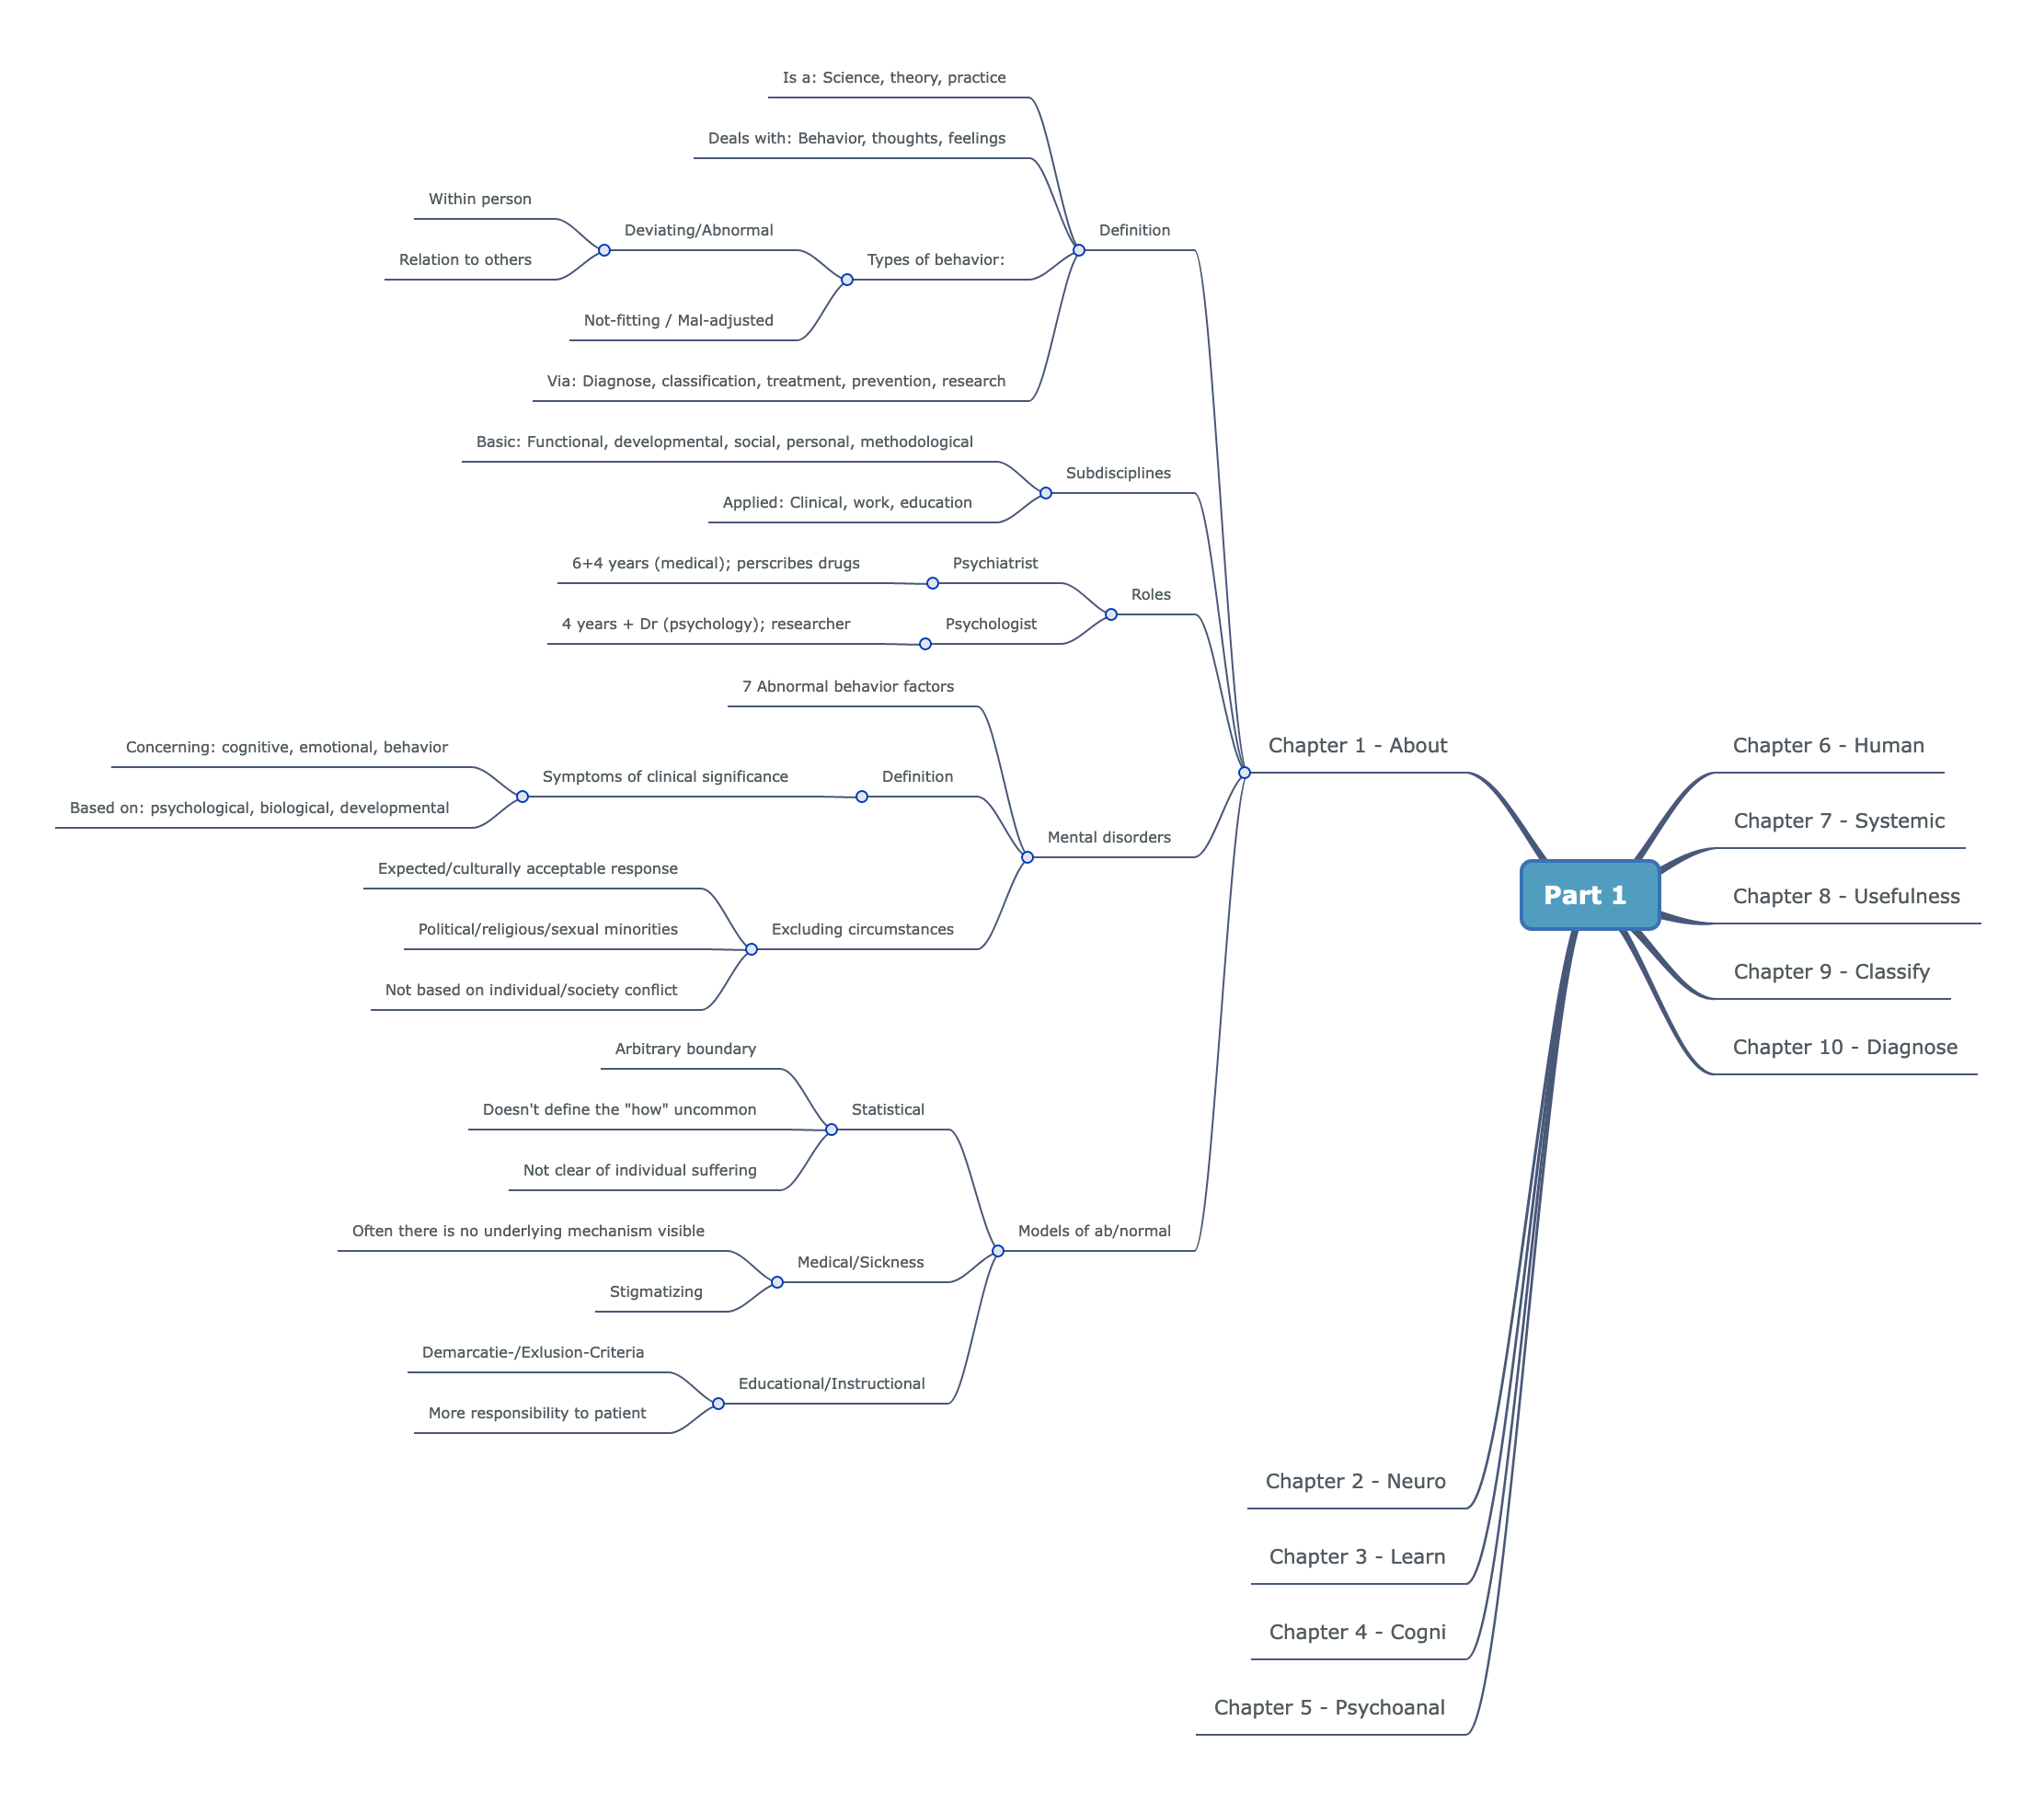 Part 1
Chapter 1 - About
Definition
Is a: Science, theory, practice
Deals with: Behavior, thoughts, feelings
Types of behavior:
Deviating/Abnormal
Within person
Relation to others
Not-fitting / Mal-adjusted
Via: Diagnose, classification, treatment, prevention, research
Subdisciplines
Basic: Functional, developmental, social, personal, methodological
Applied: Clinical, work, education
Roles
Psychiatrist
6+4 years (medical); perscribes drugs
Psychologist
4 years + Dr (psychology); researcher
Mental disorders
7 Abnormal behavior factors
Definition
Symptoms of clinical significance
Concerning: cognitive, emotional, behavior
Based on: psychological, biological, developmental
Excluding circumstances
Expected/culturally acceptable response
Political/religious/sexual minorities
Not based on individual/society conflict
Models of ab/normal
Statistical
Arbitrary boundary
Doesn't define the "how" uncommon
Not clear of individual suffering
Medical/Sickness
Often there is no underlying mechanism visible
Stigmatizing
Educational/Instructional
Demarcatie-/Exlusion-Criteria
More responsibility to patient
Chapter 2 - Neuro
Chapter 3 - Learn
Chapter 4 - Cogni
Chapter 5 - Psychoanal
Chapter 6 - Human
Chapter 7 - Systemic
Chapter 8 - Usefulness
Chapter 9 - Classify
Chapter 10 - Diagnose